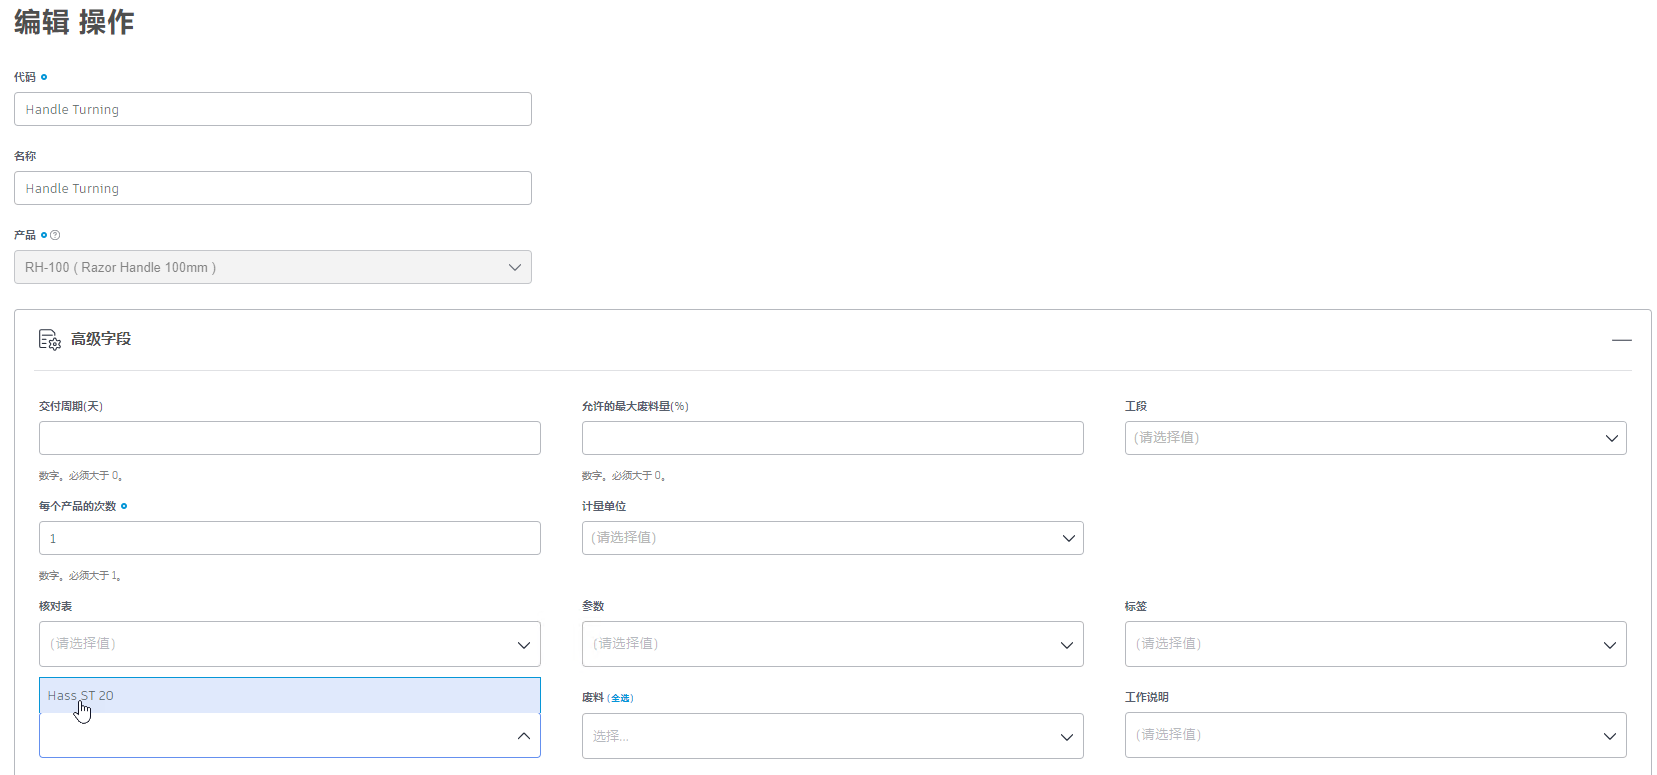 编辑 操作
代码
Handle Turning
名称
Handle Turning
产品
RH-100 ( Razor Handle 100mm )
高级字段
交付周期(天)
允许的最大废料量(%)
工段
(请选择值)
数字。必须大于 0。
数字。必须大于 0。
每个产品的次数
计量单位
1
(请选择值)
数字。必须大于 1。
核对表
参数
标签
(请选择值)
(请选择值)
(请选择值)
Hass ST 20
废料 (全选)
工作说明
选择...
(请选择值)